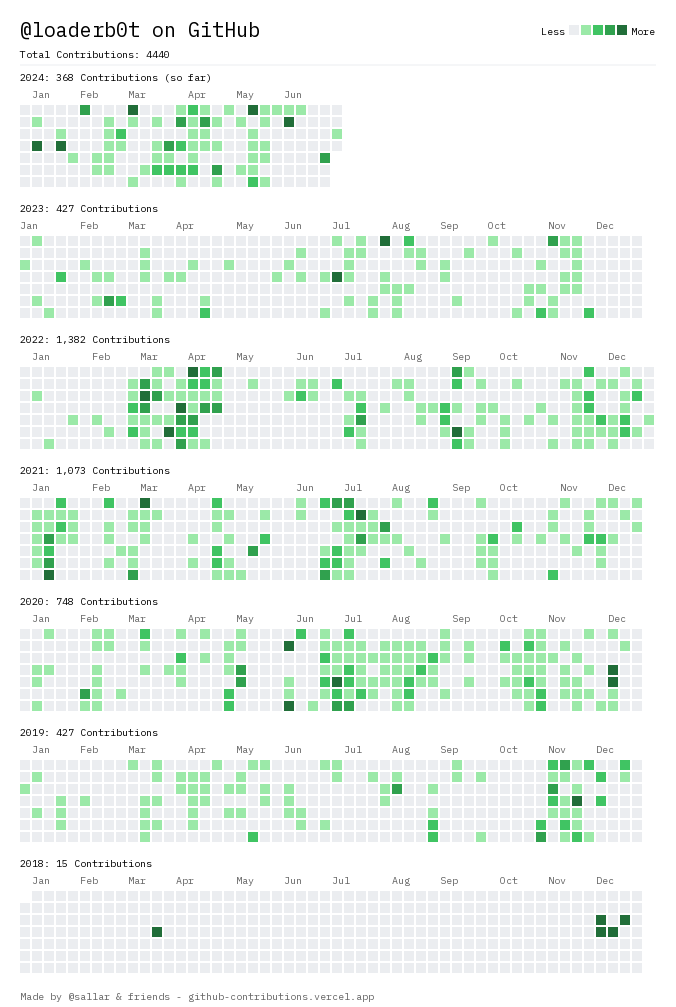 @loaderb0t on GitHub
Less More
Total Contributions: 4440
2024: 368 Contributions (so far)
Jan Feb Mar Apr May Jun
2023: 427 Contributions
Jan Feb Mar Apr May Jun Jul Aug Sep Oct Nov Dec
2022: 1,382 Contributions
Jan Feb Mar Apr May Jun Jul Aug Sep Oct Nov Dec
2021: 1,073 Contributions
Jan Feb Mar Apr May Jun Jul Aug Sep Oct Nov Dec
2020: 748 Contributions
Jan Feb Mar Apr May Jun Jul Aug Sep Oct Nov Dec
2019: 427 Contributions
Jan Feb Mar Apr May Jun Jul Aug Sep Oct Nov Dec
2018: 15 Contributions
Jan Feb Mar Apr May Jun Jul Aug Sep Oct Nov Dec
Made by @sallar & friends - github-contributions.vercel.app